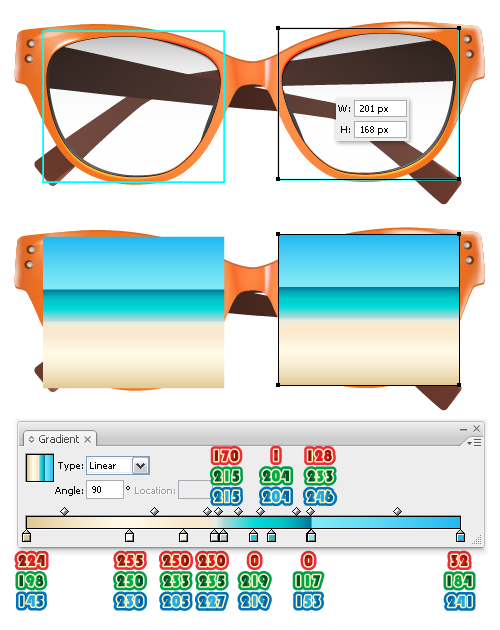 W: 201 px
H: 168 px
Gradient
Type: Linear
Angle: 90 ° Location:
170 1 128
215 204 233
215 204 246
224 255 250 230 0 0 32
198 250 230 230 219 117 184
145 230 205 227 219 153 241